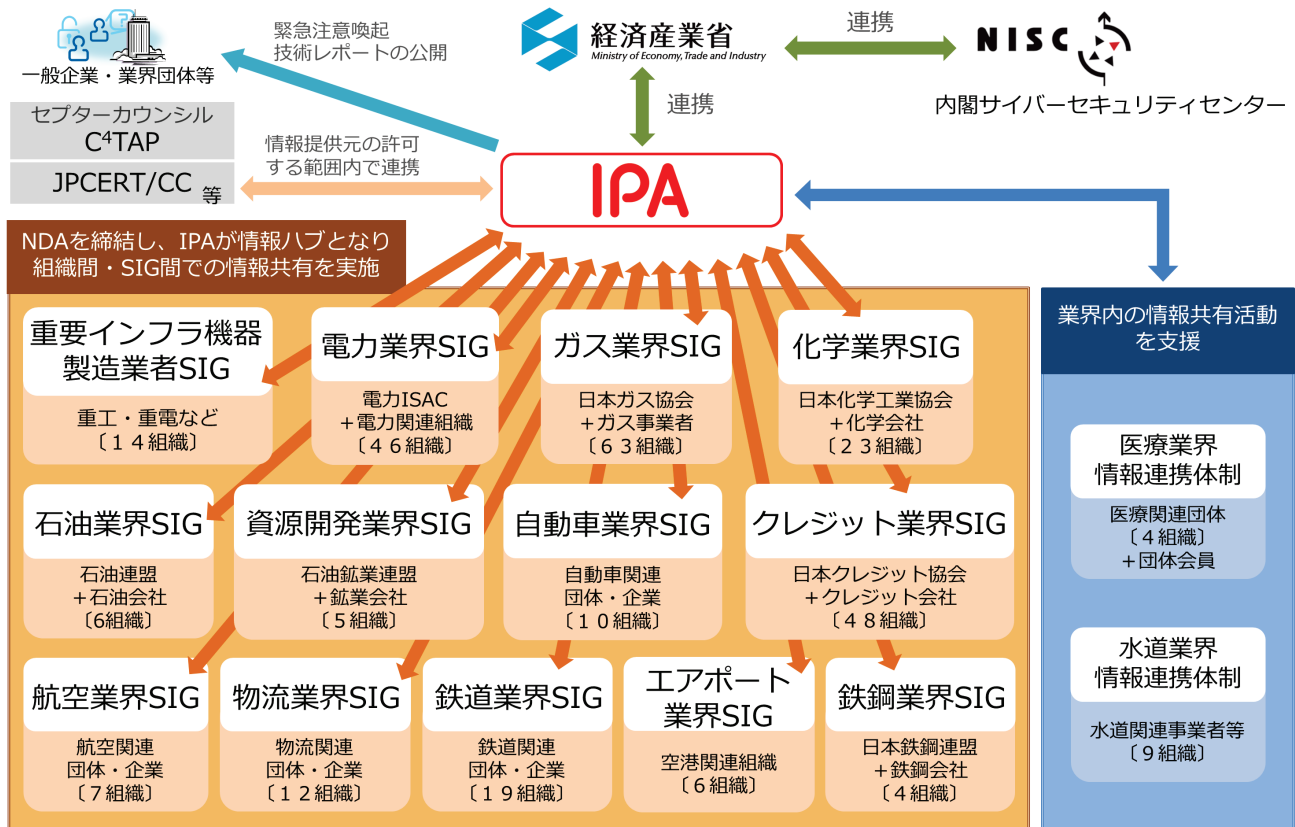 一般企業・業界団体等
緊急注意喚起
技術レポートの公開
経済産業省
Ministry of Economy, Trade and Industry
連携
NISC
内閣サイバーセキュリティセンター
連携
セプターカウンシル
C⁴TAP
JPCERT/CC 等
情報提供元の許可
する範囲内で連携
IPA
NDAを締結し、IPAが情報ハブとなり
組織間・SIG間での情報共有を実施
重要インフラ機器
製造業者SIG
重工・重電など
〔14組織〕
電力業界SIG
電力ISAC
+電力関連組織
〔46組織〕
ガス業界SIG
日本ガス協会
+ガス事業者
〔63組織〕
化学業界SIG
日本化学工業協会
+化学会社
〔23組織〕
石油業界SIG
石油連盟
+石油会社
〔6組織〕
資源開発業界SIG
石油鉱業連盟
+鉱業会社
〔5組織〕
自動車業界SIG
自動車関連
団体・企業
〔10組織〕
クレジット業界SIG
日本クレジット協会
+クレジット会社
〔48組織〕
航空業界SIG
航空関連
団体・企業
〔7組織〕
物流業界SIG
物流関連
団体・企業
〔12組織〕
鉄道業界SIG
鉄道関連
団体・企業
〔19組織〕
エアポート
業界SIG
空港関連組織
〔6組織〕
鉄鋼業界SIG
日本鉄鋼連盟
+鉄鋼会社
〔4組織〕
業界内の情報共有活動
を支援
医療業界
情報連携体制
医療関連団体
〔4組織〕
+団体会員
水道業界
情報連携体制
水道関連事業者等
〔9組織〕